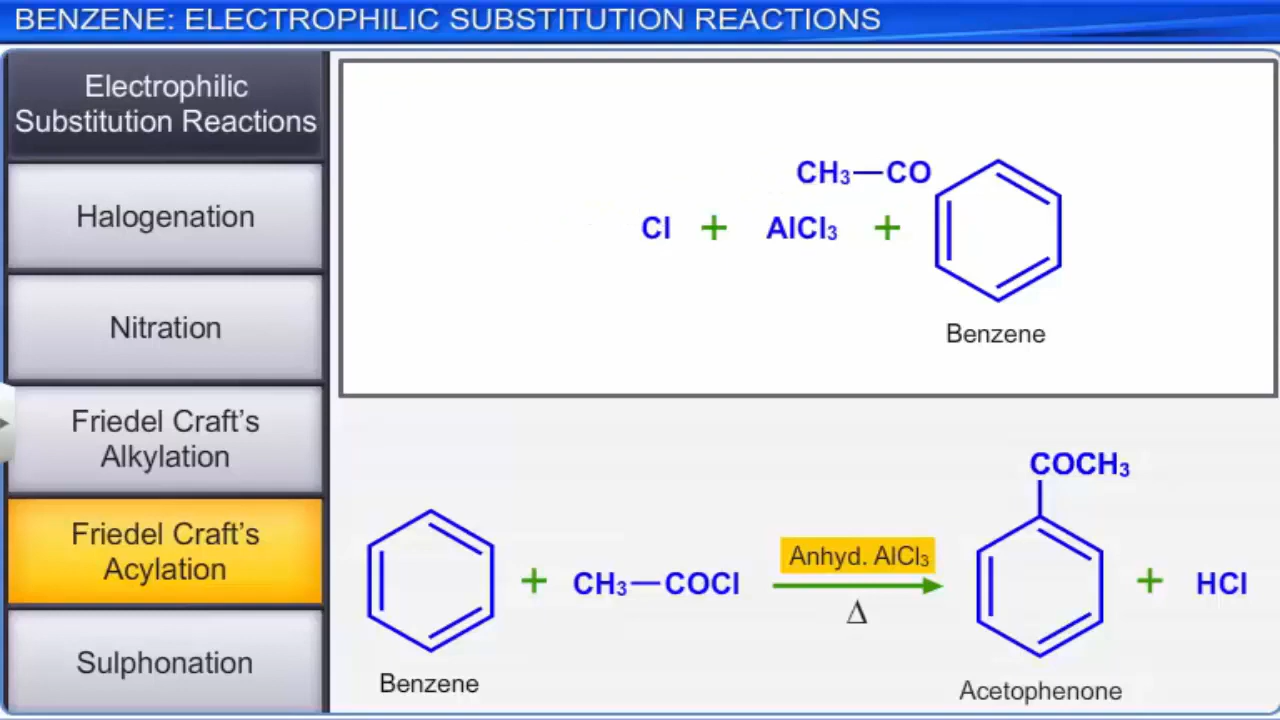 BENZENE: ELECTROPHILIC SUBSTITUTION REACTIONS
Electrophilic
Substitution Reactions
Halogenation
Nitration
Friedel Craft’s
Alkylation
Friedel Craft’s
Acylation
Sulphonation
CH₃—CO
Cl + AlCl₃ +
Benzene
COCH₃
Anhyd. AlCl₃
+ CH₃—COCl + HCl
Δ
Benzene
Acetophenone